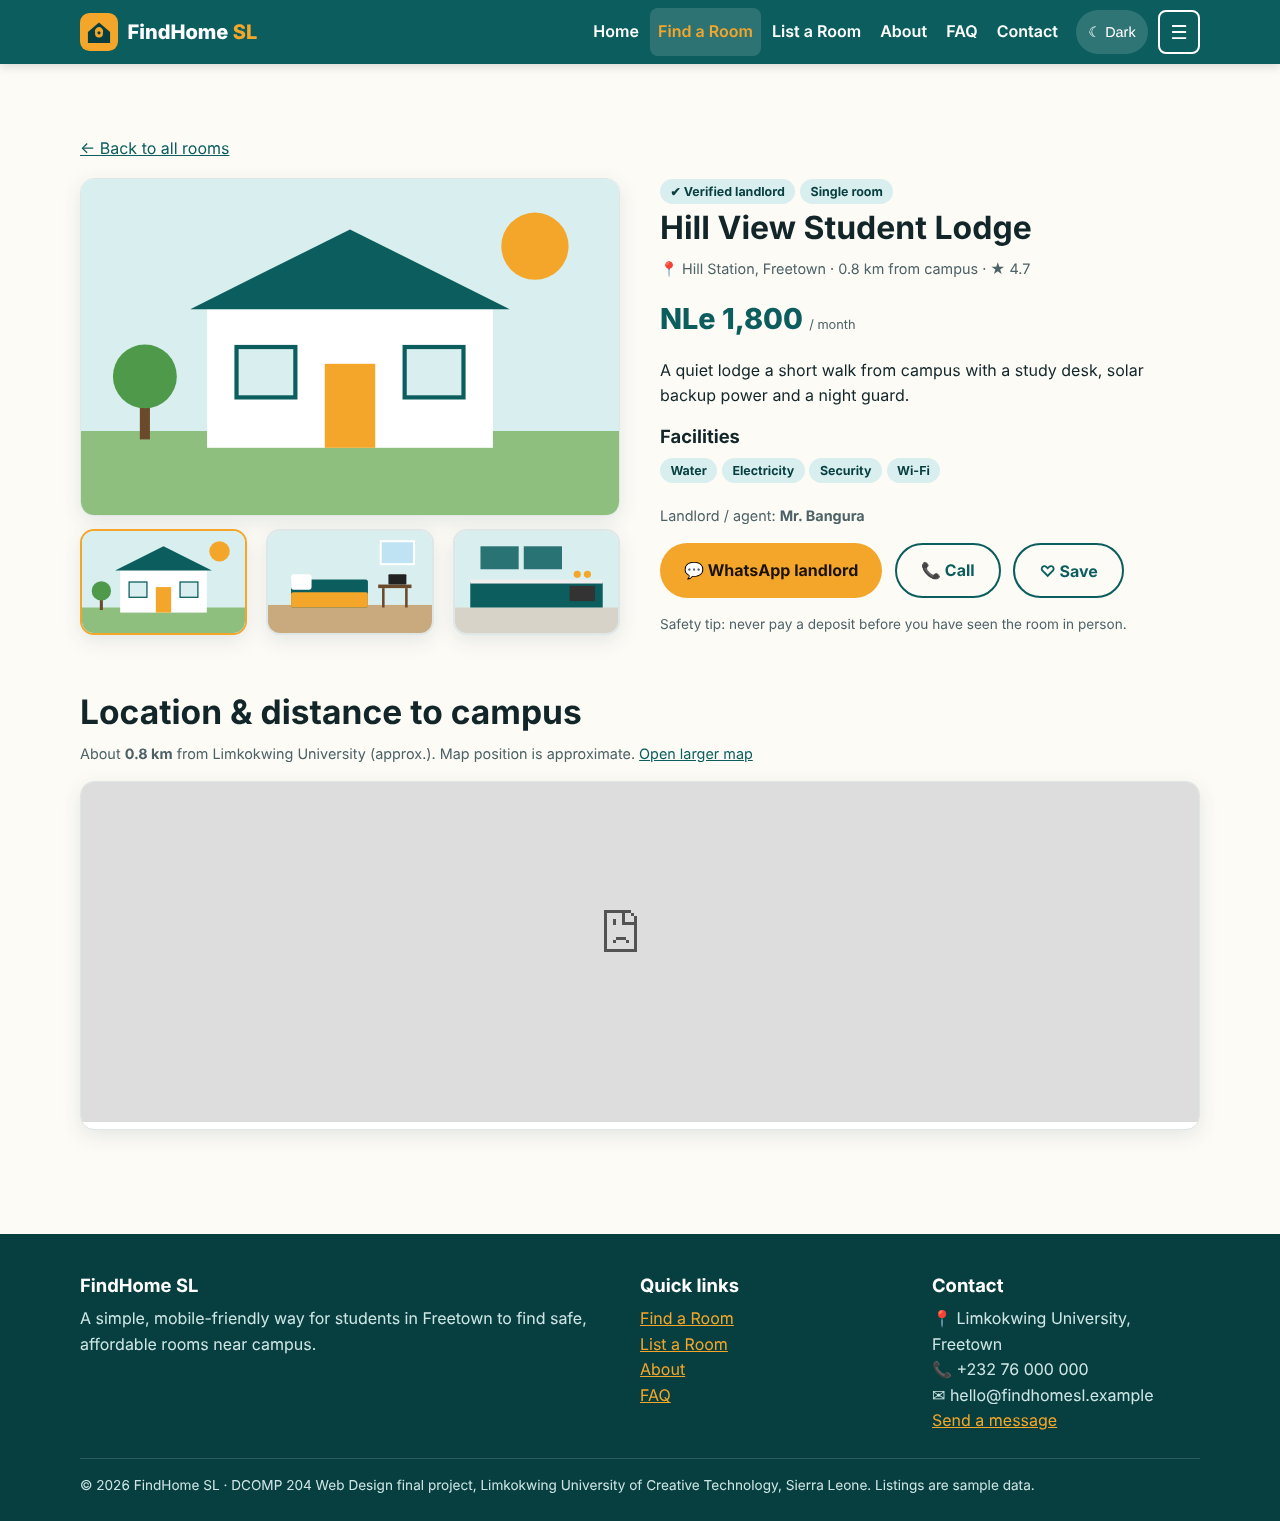 FindHome SL
Home
Find a Room
List a Room
About
FAQ
Contact
☾ Dark
☰
← Back to all rooms
✔ Verified landlord
Single room
Hill View Student Lodge
📍 Hill Station, Freetown · 0.8 km from campus · ★ 4.7
NLe 1,800 / month
A quiet lodge a short walk from campus with a study desk, solar
backup power and a night guard.
Facilities
Water
Electricity
Security
Wi-Fi
Landlord / agent: Mr. Bangura
💬 WhatsApp landlord
📞 Call
♡ Save
Safety tip: never pay a deposit before you have seen the room in person.
Location & distance to campus
About 0.8 km from Limkokwing University (approx.). Map position is approximate. Open larger map
FindHome SL
A simple, mobile-friendly way for students in Freetown to find safe,
affordable rooms near campus.
Quick links
Find a Room
List a Room
About
FAQ
Contact
📍 Limkokwing University,
Freetown
📞 +232 76 000 000
✉ hello@findhomesl.example
Send a message
© 2026 FindHome SL · DCOMP 204 Web Design final project, Limkokwing University of Creative Technology, Sierra Leone. Listings are sample data.